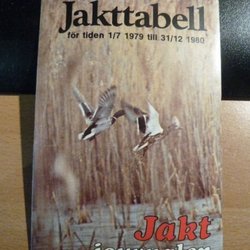 Jakttabell
för tiden 1/7 1979 till 31/12 1980
Jakt